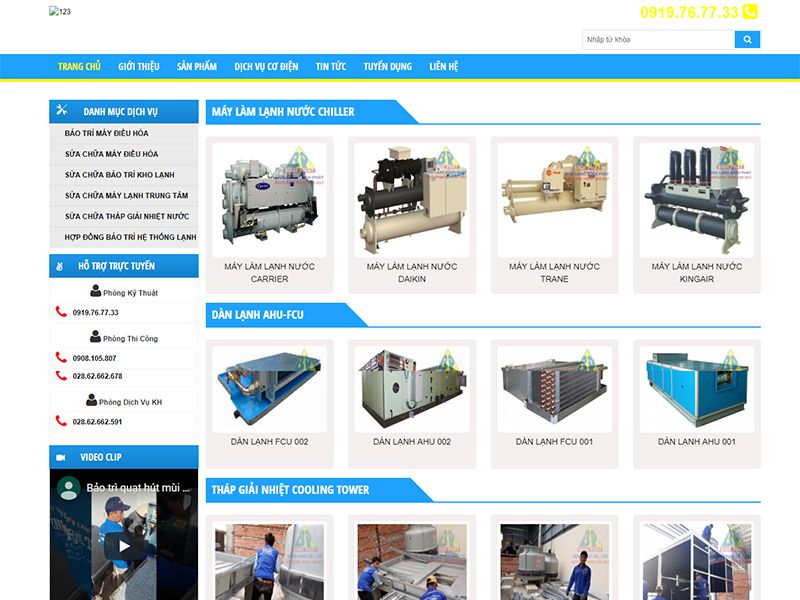 123
0919.76.77.33
Nhập từ khóa
TRANG CHỦ GIỚI THIỆU SẢN PHẨM DỊCH VỤ CƠ ĐIỆN TIN TỨC TUYỂN DỤNG LIÊN HỆ
DANH MỤC DỊCH VỤ
BẢO TRÌ MÁY ĐIỀU HÒA
SỬA CHỮA MÁY ĐIỀU HÒA
SỬA CHỮA BẢO TRÌ KHO LẠNH
SỬA CHỮA MÁY LẠNH TRUNG TÂM
SỬA CHỮA THÁP GIẢI NHIỆT NƯỚC
HỢP ĐỒNG BẢO TRÌ HỆ THỐNG LẠNH
HỖ TRỢ TRỰC TUYẾN
Phòng Kỹ Thuật
0919.76.77.33
Phòng Thi Công
0908.105.807
028.62.662.678
Phòng Dịch Vụ KH
028.62.662.591
VIDEO CLIP
Bảo trì quạt hút mùi ...
MÁY LÀM LẠNH NƯỚC CHILLER
MÁY LÀM LẠNH NƯỚC
CARRIER
MÁY LÀM LẠNH NƯỚC
DAIKIN
MÁY LÀM LẠNH NƯỚC
TRANE
MÁY LÀM LẠNH NƯỚC
KINGAIR
DÀN LẠNH AHU-FCU
DÀN LẠNH FCU 002
DÀN LẠNH AHU 002
DÀN LẠNH FCU 001
DÀN LẠNH AHU 001
THÁP GIẢI NHIỆT COOLING TOWER